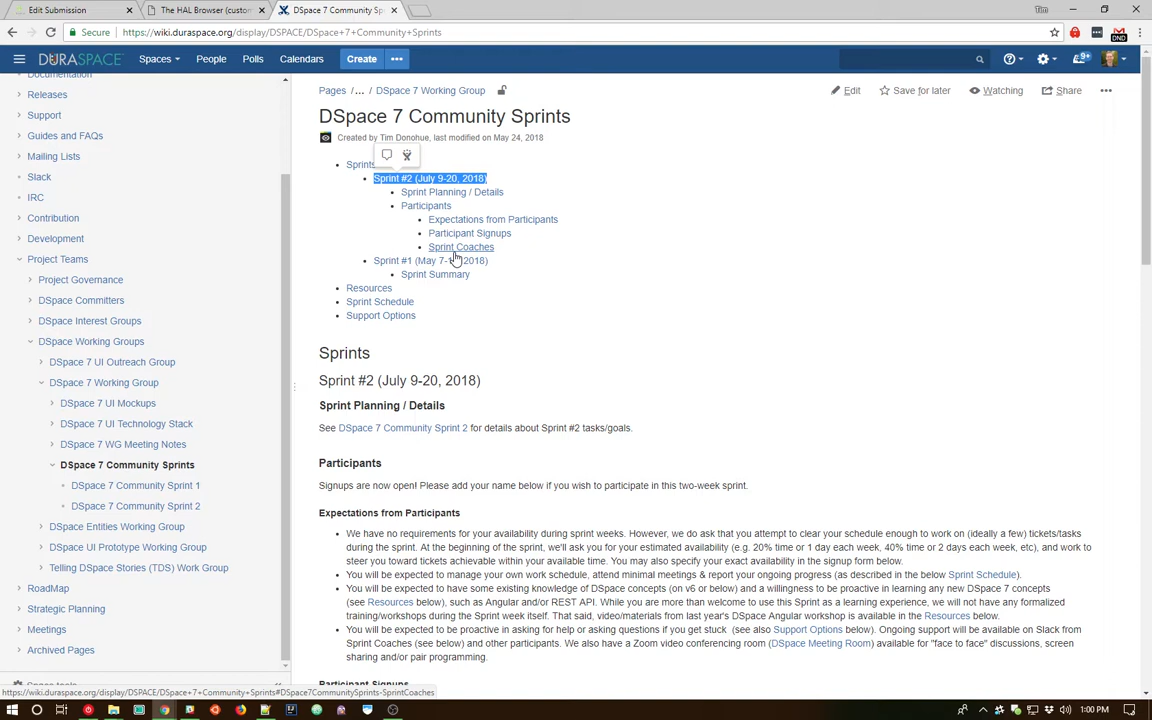 Edit Submission
The HAL Browser (custom
DSpace 7 Community Spr
Tim
Secure
https://wiki.duraspace.org/display/DSPACE/DSpace+7+Community+Sprints
DND
DURASPACE
Spaces
People
Polls
Calendars
Create
9+
Documentation
Releases
Support
Guides and FAQs
Mailing Lists
Slack
IRC
Contribution
Development
Project Teams
Project Governance
DSpace Committers
DSpace Interest Groups
DSpace Working Groups
DSpace 7 UI Outreach Group
DSpace 7 Working Group
DSpace 7 UI Mockups
DSpace 7 UI Technology Stack
DSpace 7 WG Meeting Notes
DSpace 7 Community Sprints
DSpace 7 Community Sprint 1
DSpace 7 Community Sprint 2
DSpace Entities Working Group
DSpace UI Prototype Working Group
Telling DSpace Stories (TDS) Work Group
RoadMap
Strategic Planning
Meetings
Archived Pages
Space tools
Pages /... / DSpace 7 Working Group
Edit
Save for later
Watching
Share
DSpace 7 Community Sprints
Created by Tim Donohue, last modified on May 24, 2018
Sprints
Sprint #2 (July 9-20, 2018)
Sprint Planning / Details
Participants
Expectations from Participants
Participant Signups
Sprint Coaches
Sprint #1 (May 7- 2018)
Sprint Summary
Resources
Sprint Schedule
Support Options
Sprints
Sprint #2 (July 9-20, 2018)
Sprint Planning / Details
See DSpace 7 Community Sprint 2 for details about Sprint #2 tasks/goals.
Participants
Signups are now open! Please add your name below if you wish to participate in this two-week sprint.
Expectations from Participants
We have no requirements for your availability during sprint weeks. However, we do ask that you attempt to clear your schedule enough to work on (ideally a few) tickets/tasks
during the sprint. At the beginning of the sprint, we'll ask you for your estimated availability (e.g. 20% time or 1 day each week, 40% time or 2 days each week, etc), and work to
steer you toward tickets achievable within your available time. You may also specify your exact availability in the signup form below.
You will be expected to manage your own work schedule, attend minimal meetings & report your ongoing progress (as described in the below Sprint Schedule).
You will be expected to have some existing knowledge of DSpace concepts (on v6 or below) and a willingness to be proactive in learning any new DSpace 7 concepts
(see Resources below), such as Angular and/or REST API. While you are more than welcome to use this Sprint as a learning experience, we will not have any formalized
training/workshops during the Sprint week itself. That said, video/materials from last year's DSpace Angular workshop is available in the Resources below.
You will be expected to be proactive in asking for help or asking questions if you get stuck (see also Support Options below). Ongoing support will be available on Slack from
Sprint Coaches (see below) and other participants. We also have a Zoom video conferencing room (DSpace Meeting Room) available for "face to face" discussions, screen
sharing and/or pair programming.
Participant Signups
https://wiki.duraspace.org/display/DSPACE/DSpace+7+Community+Sprints#DSpace7CommunitySprints-SprintCoaches
1:00 PM